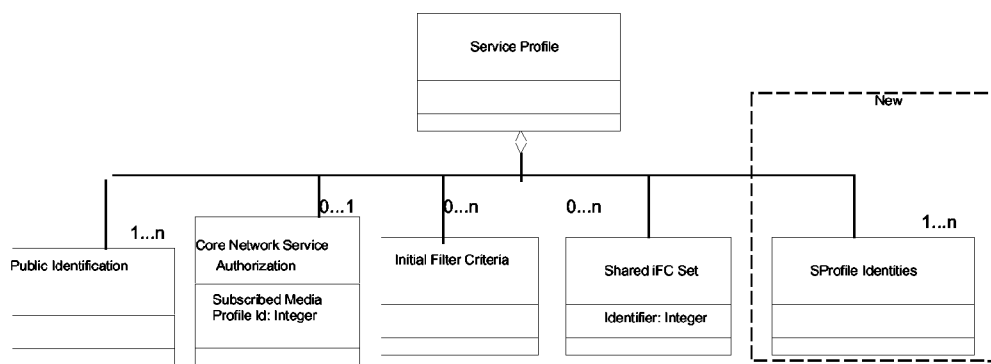 Service Profile
New
1...n
0...1
0...n
0...n
1...n
Public Identification
Core Network Service
Authorization
Subscribed Media
Profile Id: Integer
Initial Filter Criteria
Shared iFC Set
Identifier: Integer
SProfile Identities